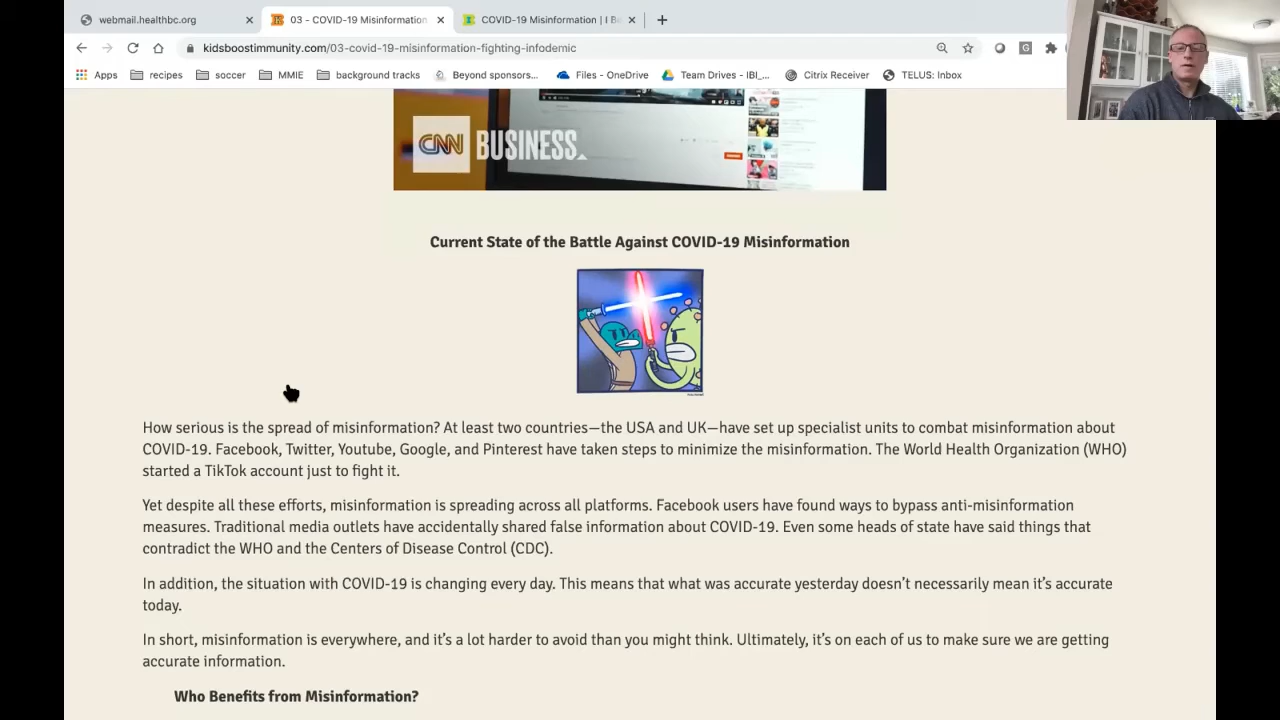 webmail.healthbc.org
03 - COVID-19 Misinformation
COVID-19 Misinformation | I B
kidsboostimmunity.com/03-covid-19-misinformation-fighting-infodemic
Apps recipes soccer MMIE background tracks Beyond sponsors... Files - OneDrive Team Drives - IBI_... Citrix Receiver TELUS: Inbox
CNN BUSINESS
Current State of the Battle Against COVID-19 Misinformation
How serious is the spread of misinformation? At least two countries—the USA and UK—have set up specialist units to combat misinformation about
COVID-19. Facebook, Twitter, Youtube, Google, and Pinterest have taken steps to minimize the misinformation. The World Health Organization (WHO)
started a TikTok account just to fight it.
Yet despite all these efforts, misinformation is spreading across all platforms. Facebook users have found ways to bypass anti-misinformation
measures. Traditional media outlets have accidentally shared false information about COVID-19. Even some heads of state have said things that
contradict the WHO and the Centers of Disease Control (CDC).
In addition, the situation with COVID-19 is changing every day. This means that what was accurate yesterday doesn't necessarily mean it's accurate
today.
In short, misinformation is everywhere, and it's a lot harder to avoid than you might think. Ultimately, it's on each of us to make sure we are getting
accurate information.
Who Benefits from Misinformation?